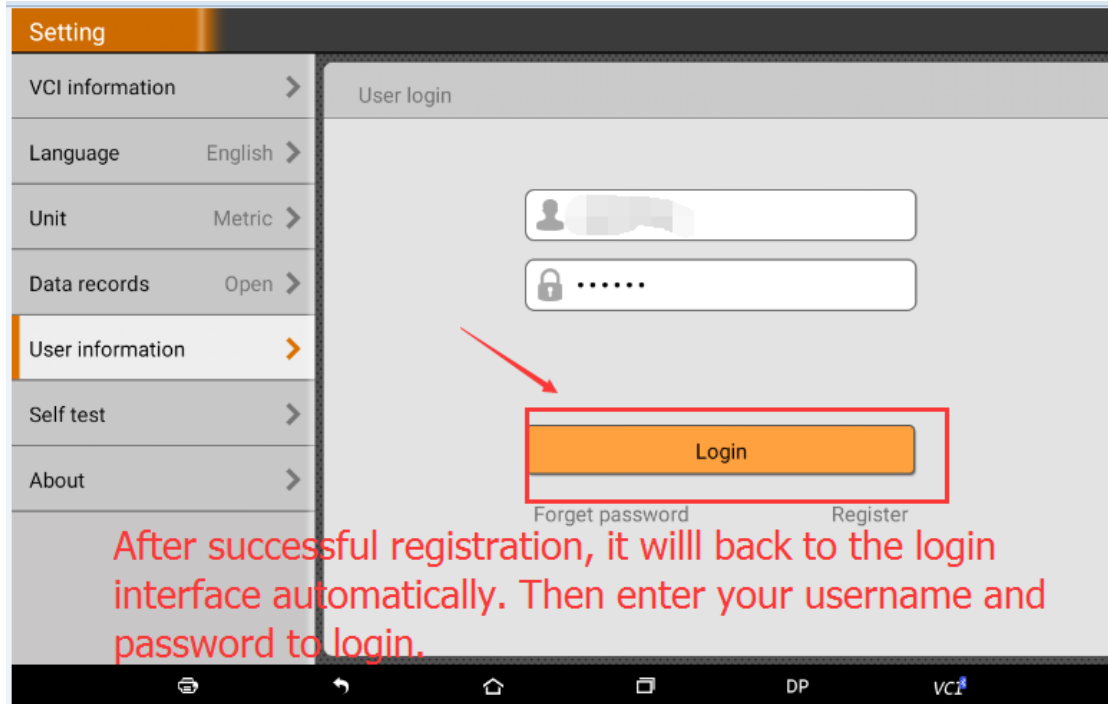 Setting
VCI information
Language English
Unit Metric
Data records Open
User information
Self test
About
User login
••••••
Login
Forget password Register
After successful registration, it willl back to the login
interface automatically. Then enter your username and
password to login.
DP VCI